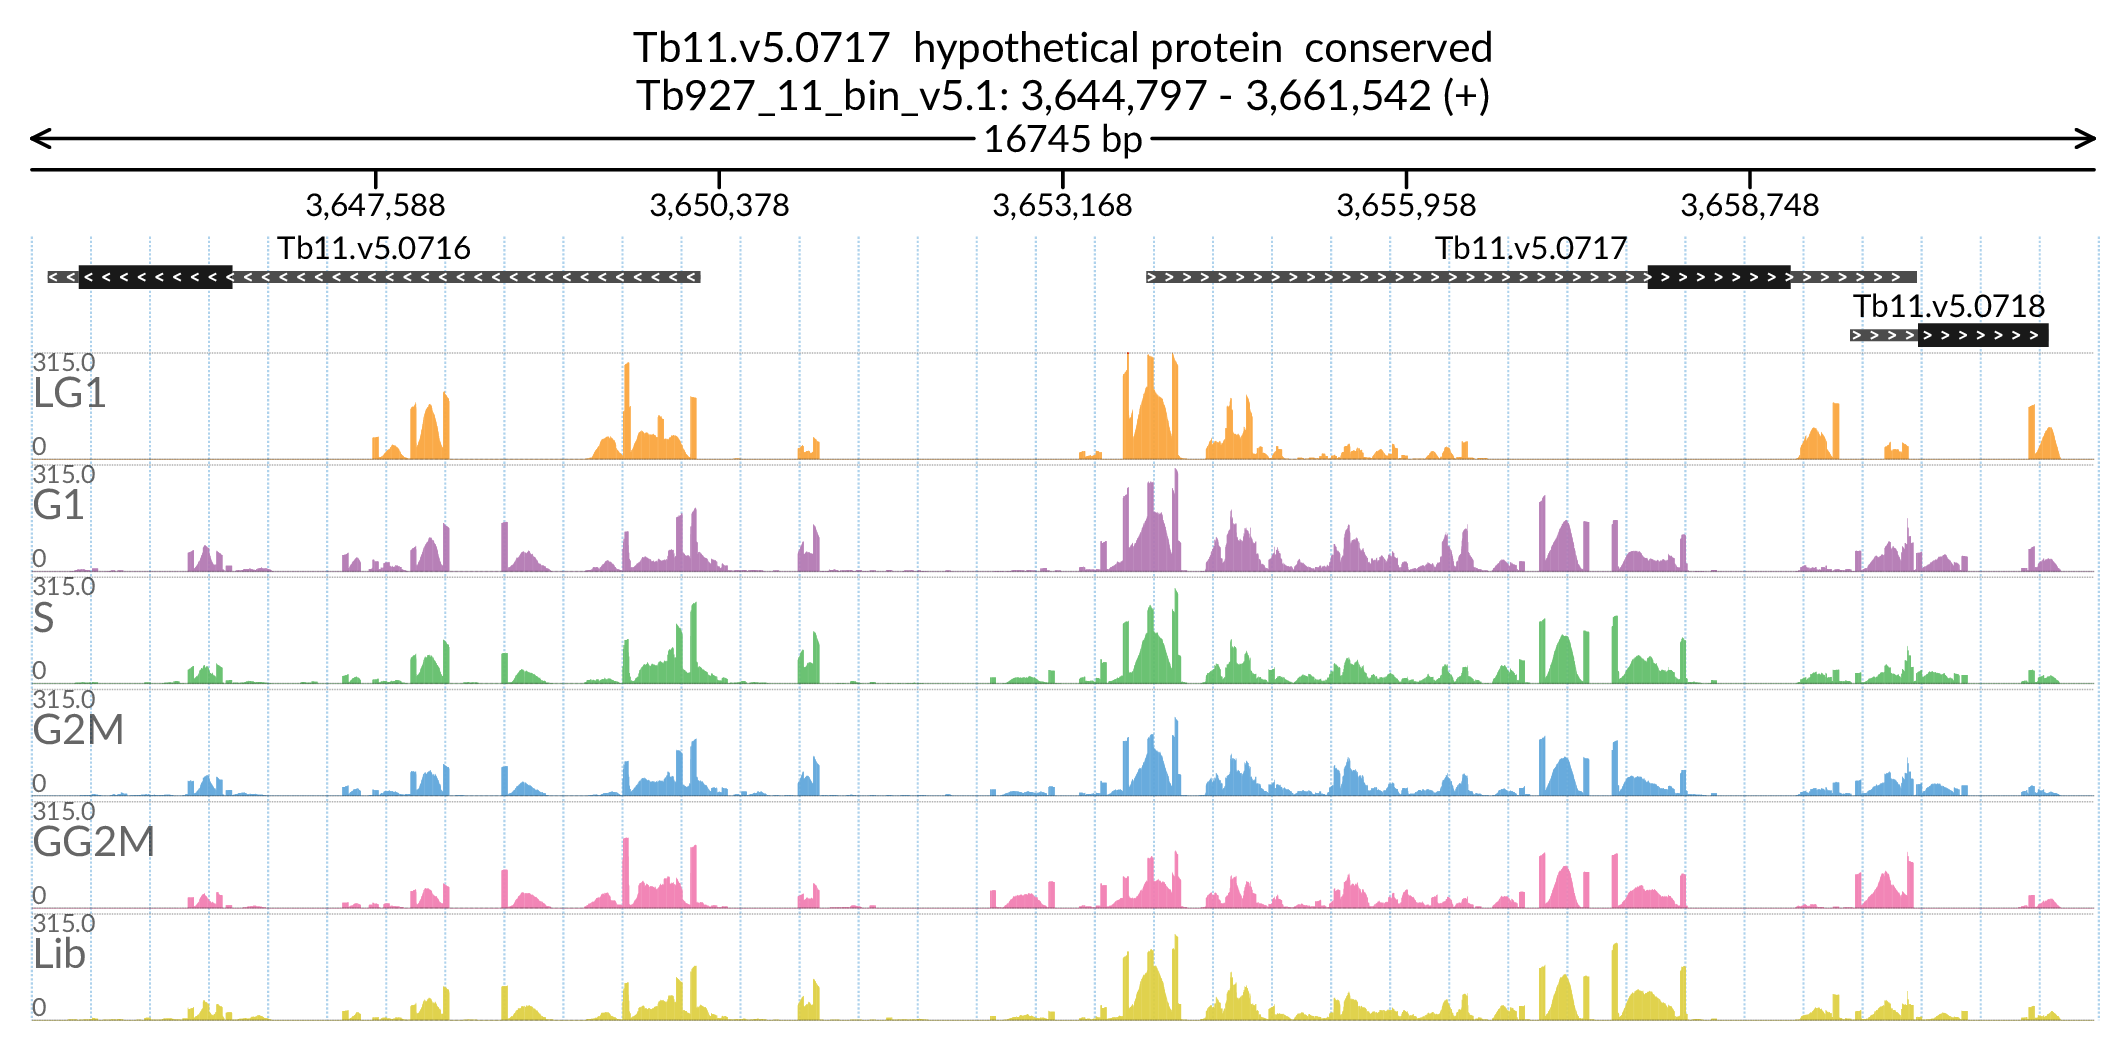 Tb11.v5.0717 hypothetical protein conserved
Tb927_11_bin_v5.1: 3,644,797 - 3,661,542 (+)
16745 bp
3,647,588 3,650,378 3,653,168 3,655,958 3,658,748
Tb11.v5.0716 Tb11.v5.0717
Tb11.v5.0718
315.0
LG1
0
315.0
G1
0
315.0
S
0
315.0
G2M
0
315.0
GG2M
0
315.0
Lib
0